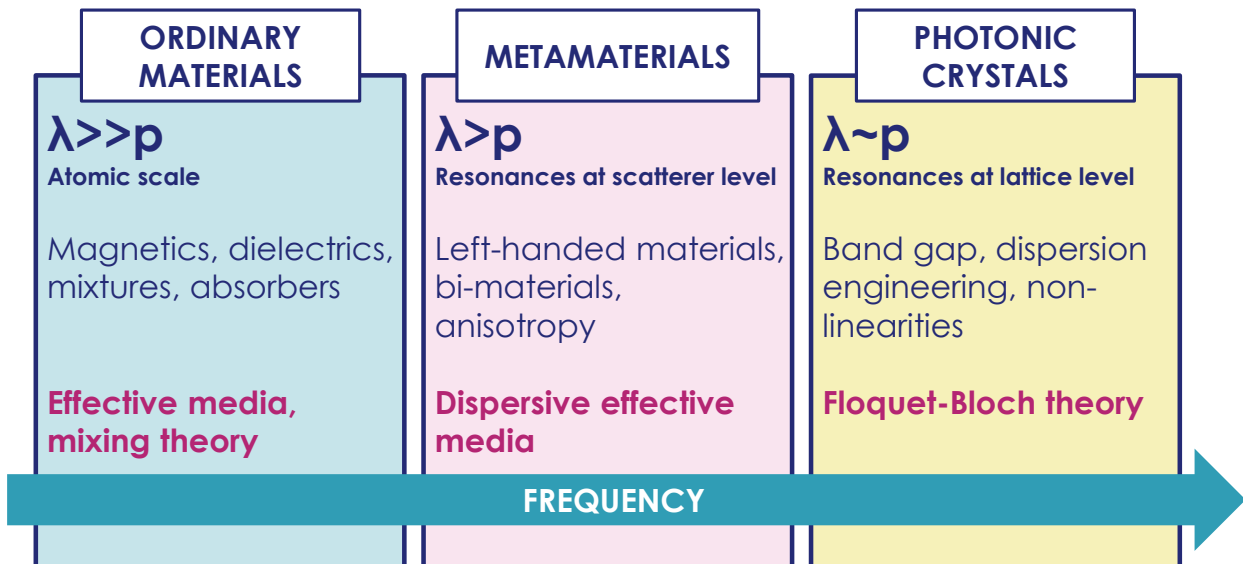 ORDINARY
MATERIALS
λ>>p
Atomic scale
Magnetics, dielectrics,
mixtures, absorbers
Effective media,
mixing theory
METAMATERIALS
λ>p
Resonances at scatterer level
Left-handed materials,
bi-materials,
anisotropy
Dispersive effective
media
PHOTONIC
CRYSTALS
λ~p
Resonances at lattice level
Band gap, dispersion
engineering, non-
linearities
Floquet-Bloch theory
FREQUENCY